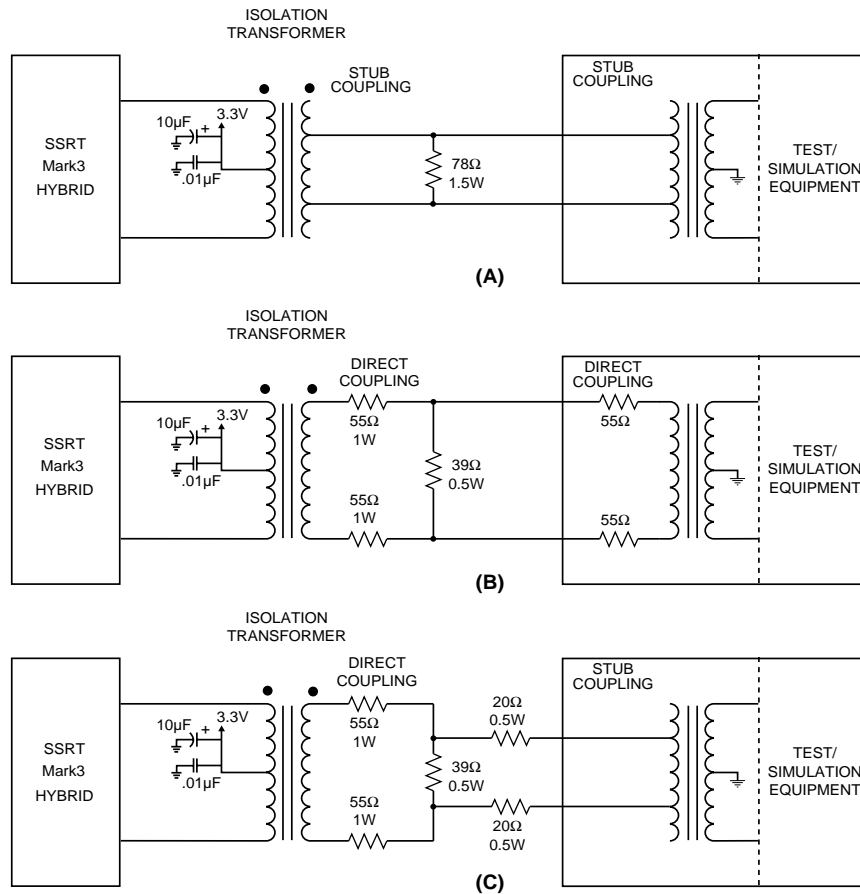 ISOLATION
TRANSFORMER
STUB
COUPLING
STUB
COUPLING
3.3V
10µF
+
.01µF
SSRT
Mark3
HYBRID
78Ω
1.5W
TEST/
SIMULATION
EQUIPMENT
(A)
ISOLATION
TRANSFORMER
DIRECT
COUPLING
DIRECT
COUPLING
3.3V
10µF
+
.01µF
SSRT
Mark3
HYBRID
55Ω
1W
39Ω
0.5W
55Ω
1W
55Ω
55Ω
TEST/
SIMULATION
EQUIPMENT
(B)
ISOLATION
TRANSFORMER
DIRECT
COUPLING
STUB
COUPLING
3.3V
10µF
+
.01µF
SSRT
Mark3
HYBRID
55Ω
1W
20Ω
0.5W
39Ω
0.5W
55Ω
1W
20Ω
0.5W
TEST/
SIMULATION
EQUIPMENT
(C)